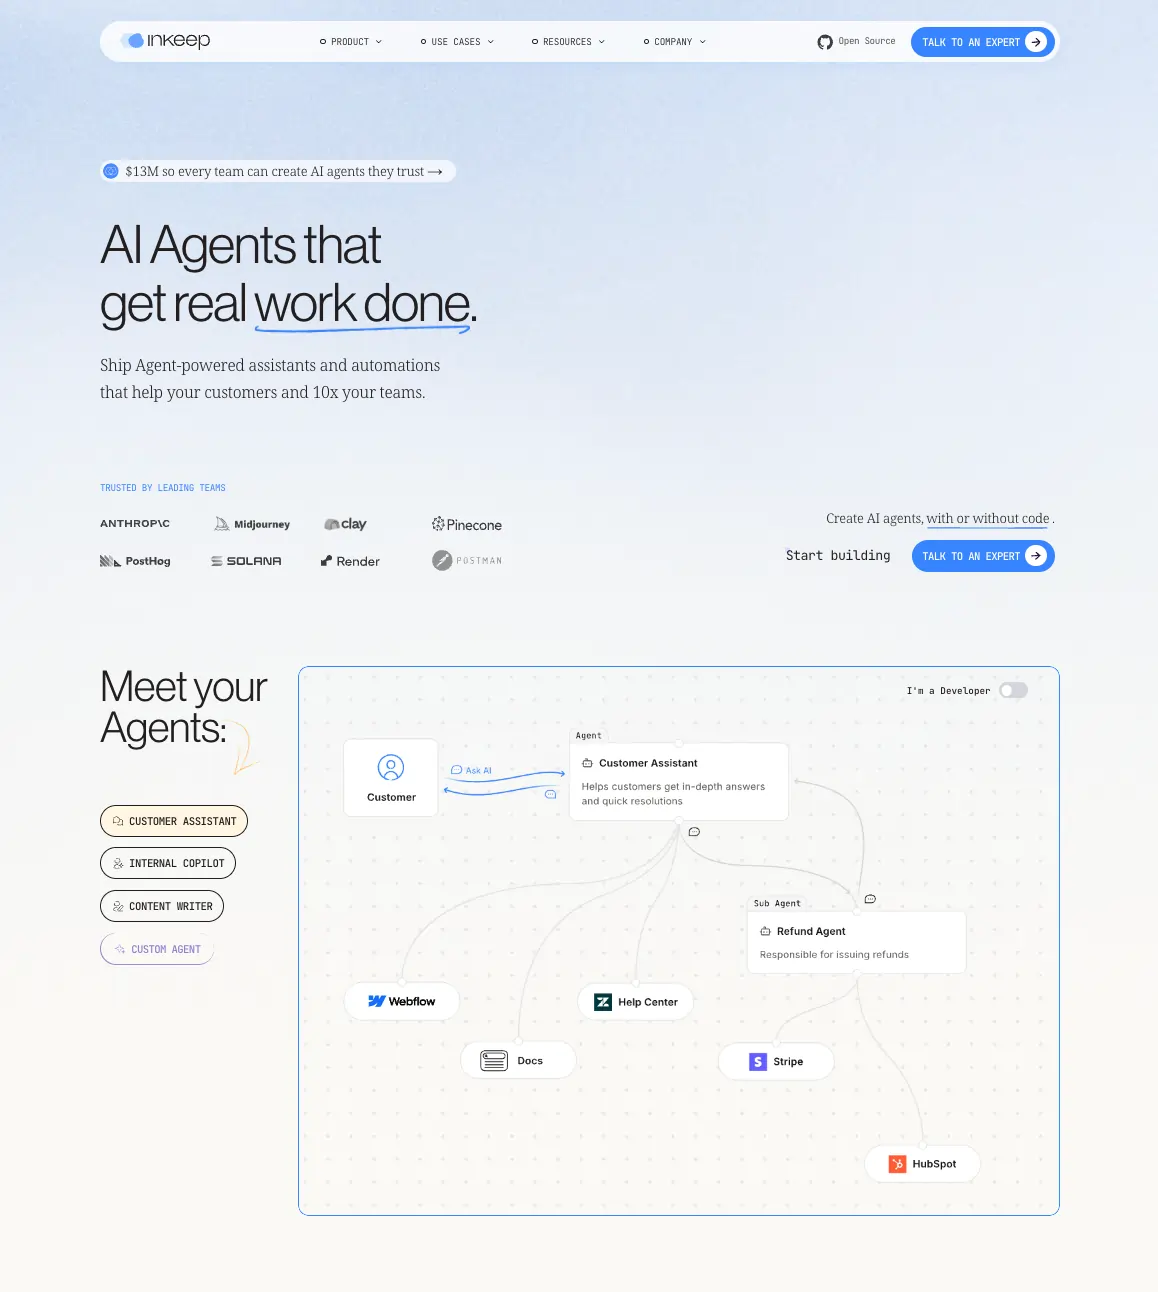 inkeep
PRODUCT
USE CASES
RESOURCES
COMPANY
Open Source
TALK TO AN EXPERT
$13M so every team can create AI agents they trust →
AI Agents that
get real work done.
Ship Agent-powered assistants and automations
that help your customers and 10x your teams.
TRUSTED BY LEADING TEAMS
ANTHROP\C
Midjourney
clay
Pinecone
PostHog
SOLANA
Render
POSTMAN
Create AI agents, with or without code .
Start building
TALK TO AN EXPERT
Meet your
Agents:
CUSTOMER ASSISTANT
INTERNAL COPILOT
CONTENT WRITER
CUSTOM AGENT
I'm a Developer
Customer
Ask AI
Agent
Customer Assistant
Helps customers get in-depth answers
and quick resolutions
Sub Agent
Refund Agent
Responsible for issuing refunds
Webflow
Help Center
Docs
Stripe
HubSpot